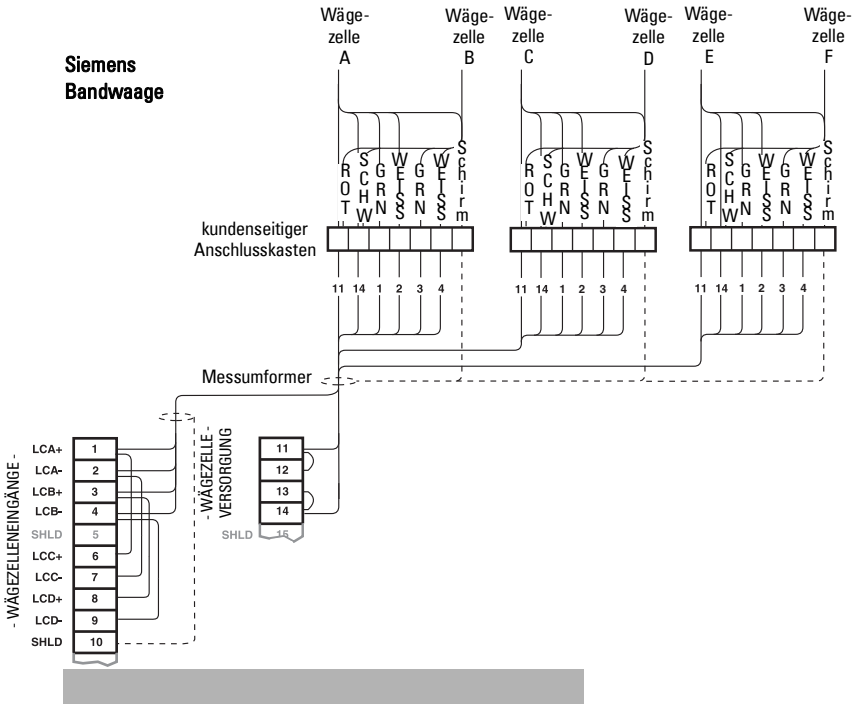 Wäge-
zelle
A
Wäge-
zelle
B
Wäge-
zelle
C
Wäge-
zelle
D
Wäge-
zelle
E
Wäge-
zelle
F
Siemens
Bandwaage
ROT
SCHW
GRN
WEISS
GRN
WEISS
Schirm
ROT
SCHW
GRN
WEISS
GRN
WEISS
Schirm
ROT
SCHW
GRN
WEISS
GRN
WEISS
Schirm
kundenseitiger
Anschlusskasten
11 14 1 2 3 4
11 14 1 2 3 4
11 14 1 2 3 4
Messumformer
- WÄGEZELLENEINGÄNGE -
LCA+ 1
LCA- 2
LCB+ 3
LCB- 4
SHLD 5
LCC+ 6
LCC- 7
LCD+ 8
LCD- 9
SHLD 10
- WÄGEZELLE -
VERSORGUNG
11
12
13
14
SHLD 15